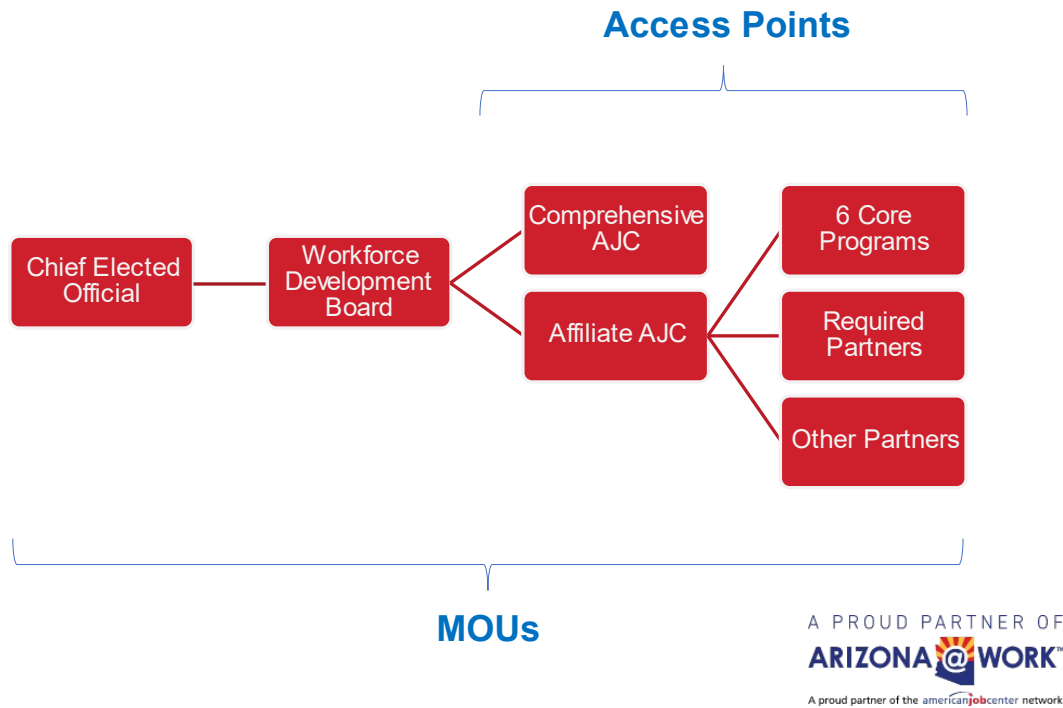 Access Points
Comprehensive
AJC
6 Core
Programs
Chief Elected
Official
Workforce
Development
Board
Affiliate AJC
Required
Partners
Other Partners
MOUs
A PROUD PARTNER OF
ARIZONA @ WORK™
A proud partner of the americanjobcenter network